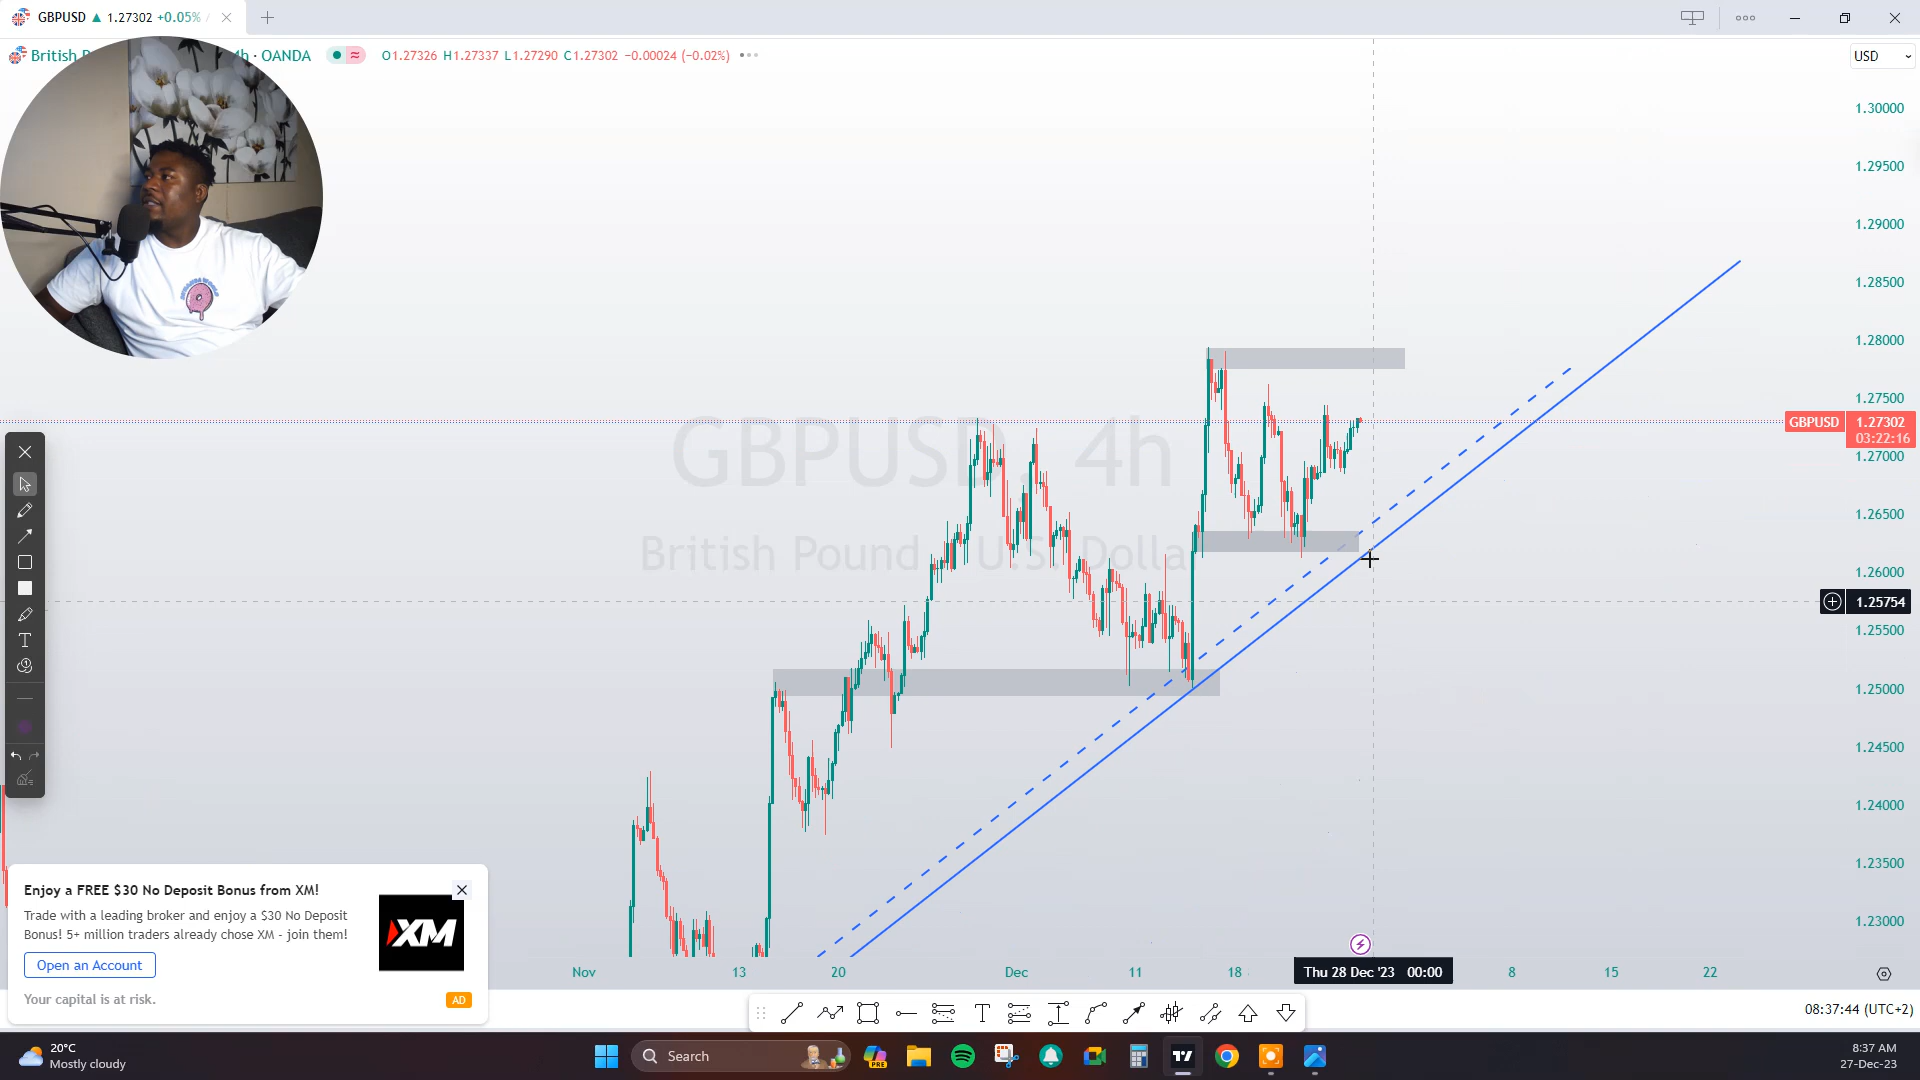 GBPUSD ▲ 1.27302 +0.05% /
British 4h · OANDA O1.27326 H1.27337 L1.27290 C1.27302 −0.00024 (−0.02%)
USD
1.30000
1.29500
1.29000
1.28500
1.28000
1.27500
GBPUSD 1.27302
03:22:16
1.27000
1.26500
1.26000
1.25754
1.25500
1.25000
1.24500
1.24000
1.23500
1.23000
GBPUSD, 4h
British Pound / U.S. Dolla
Enjoy a FREE $30 No Deposit Bonus from XM!
Trade with a leading broker and enjoy a $30 No Deposit
Bonus! 5+ million traders already chose XM - join them!
XM
Open an Account
Your capital is at risk.
AD
Nov 13 20 Dec 11 18 Thu 28 Dec '23 00:00 8 15 22
08:37:44 (UTC+2)
20°C
Mostly cloudy
Search
PRE
8:37 AM
27-Dec-23